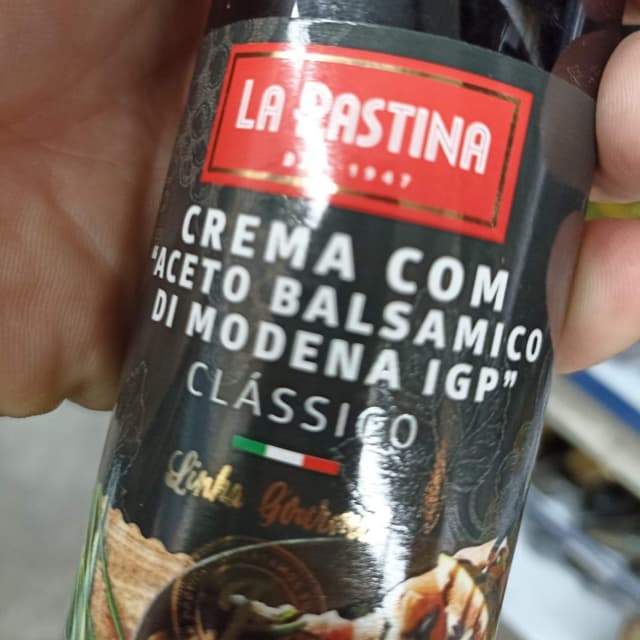 LA PASTINA
1947
CREMA COM
"ACETO BALSAMICO
DI MODENA IGP"
CLÁSSICO
Linha Gourmet